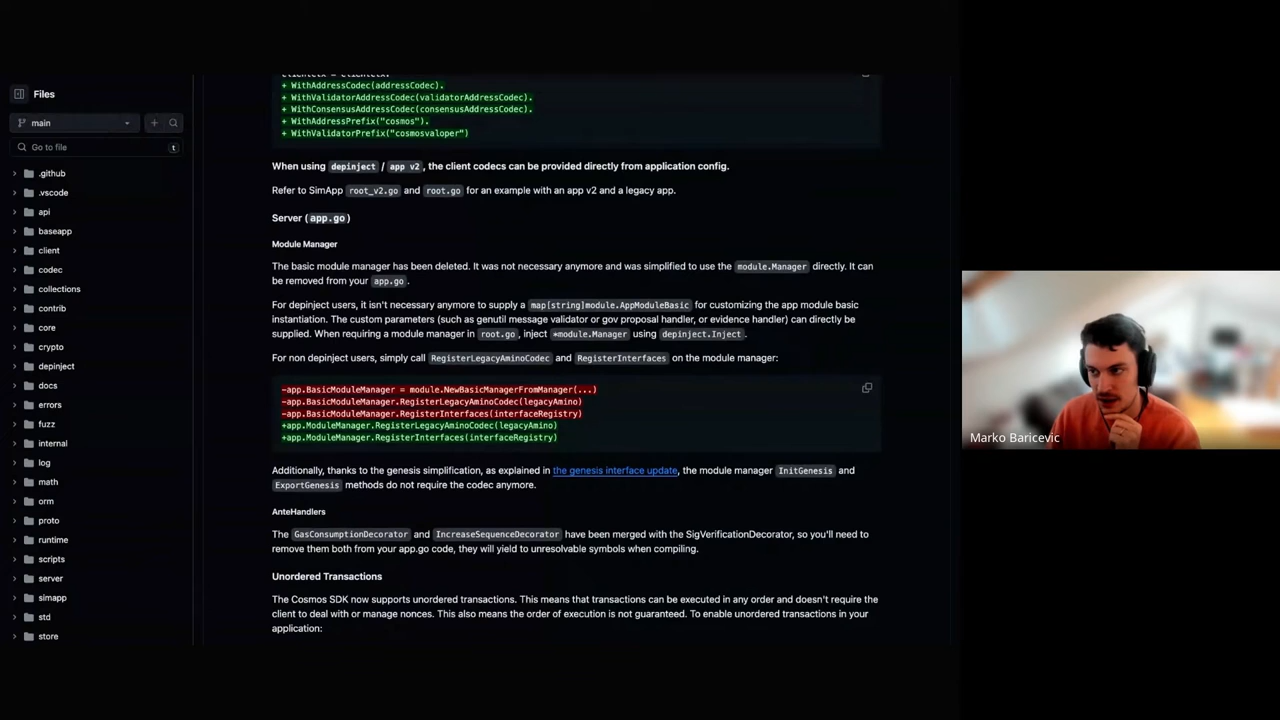 Files
main
Go to file
t
.github
.vscode
api
baseapp
client
codec
collections
contrib
core
crypto
depinject
docs
errors
fuzz
internal
log
math
orm
proto
runtime
scripts
server
simapp
std
store
+ WithAddressCodec(addressCodec).
+ WithValidatorAddressCodec(validatorAddressCodec).
+ WithConsensusAddressCodec(consensusAddressCodec).
+ WithAddressPrefix("cosmos").
+ WithValidatorPrefix("cosmosvaloper")
When using depinject / app v2, the client codecs can be provided directly from application config.
Refer to SimApp root_v2.go and root.go for an example with an app v2 and a legacy app.
Server (app.go)
Module Manager
The basic module manager has been deleted. It was not necessary anymore and was simplified to use the module.Manager directly. It can
be removed from your app.go.
For depinject users, it isn't necessary anymore to supply a map[string]module.AppModuleBasic for customizing the app module basic
instantiation. The custom parameters (such as genutil message validator or gov proposal handler, or evidence handler) can directly be
supplied. When requiring a module manager in root.go, inject *module.Manager using depinject.Inject.
For non depinject users, simply call RegisterLegacyAminoCodec and RegisterInterfaces on the module manager:
-app.BasicModuleManager = module.NewBasicManagerFromManager(...)
-app.BasicModuleManager.RegisterLegacyAminoCodec(legacyAmino)
-app.BasicModuleManager.RegisterInterfaces(interfaceRegistry)
+app.ModuleManager.RegisterLegacyAminoCodec(legacyAmino)
+app.ModuleManager.RegisterInterfaces(interfaceRegistry)
Additionally, thanks to the genesis simplification, as explained in the genesis interface update, the module manager InitGenesis and
ExportGenesis methods do not require the codec anymore.
AnteHandlers
The GasConsumptionDecorator and IncreaseSequenceDecorator have been merged with the SigVerificationDecorator, so you'll need to
remove them both from your app.go code, they will yield to unresolvable symbols when compiling.
Unordered Transactions
The Cosmos SDK now supports unordered transactions. This means that transactions can be executed in any order and doesn't require the
client to deal with or manage nonces. This also means the order of execution is not guaranteed. To enable unordered transactions in your
application:
Marko Baricevic